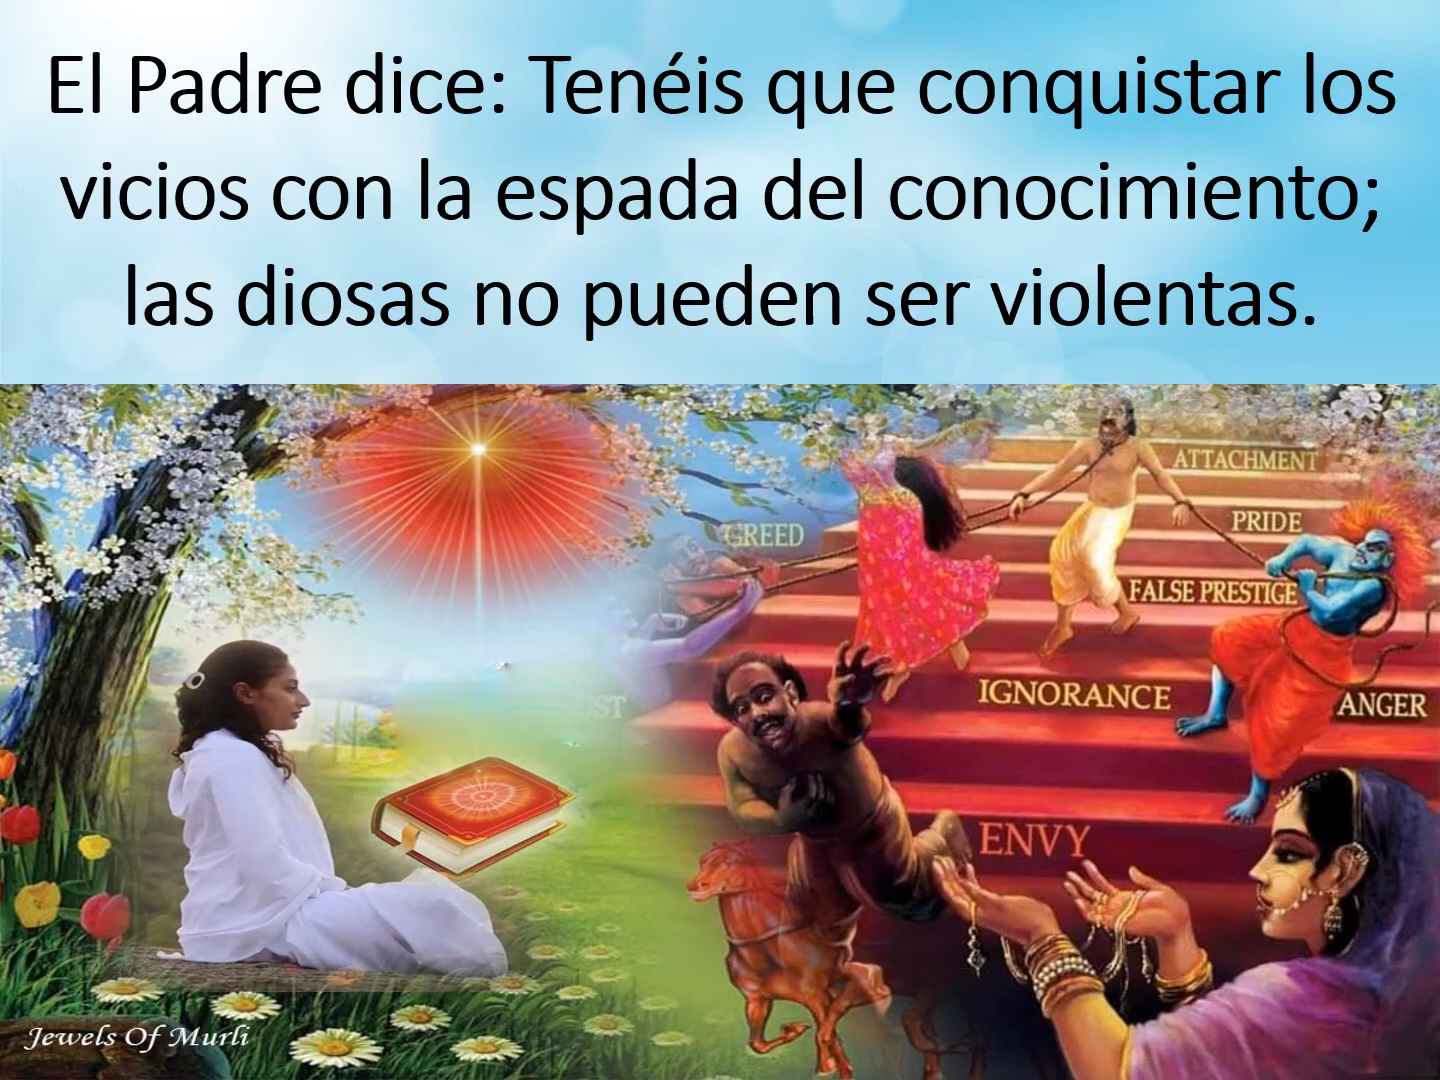 El Padre dice: Tenéis que conquistar los
vicios con la espada del conocimiento;
las diosas no pueden ser violentas.
ATTACHMENT
PRIDE
GREED
FALSE PRESTIGE
IGNORANCE
ANGER
ENVY
Jewels Of Murli